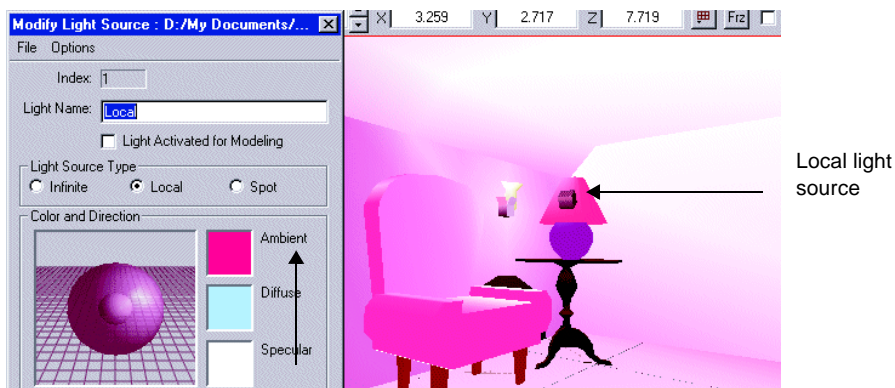 Modify Light Source : D:/My Documents/...
File Options
Index: 1
Light Name: Local
Light Activated for Modeling
Light Source Type
Infinite Local Spot
Color and Direction
Ambient
Diffuse
Specular
X 3.259 Y 2.717 Z 7.719 Frz
Local light
source